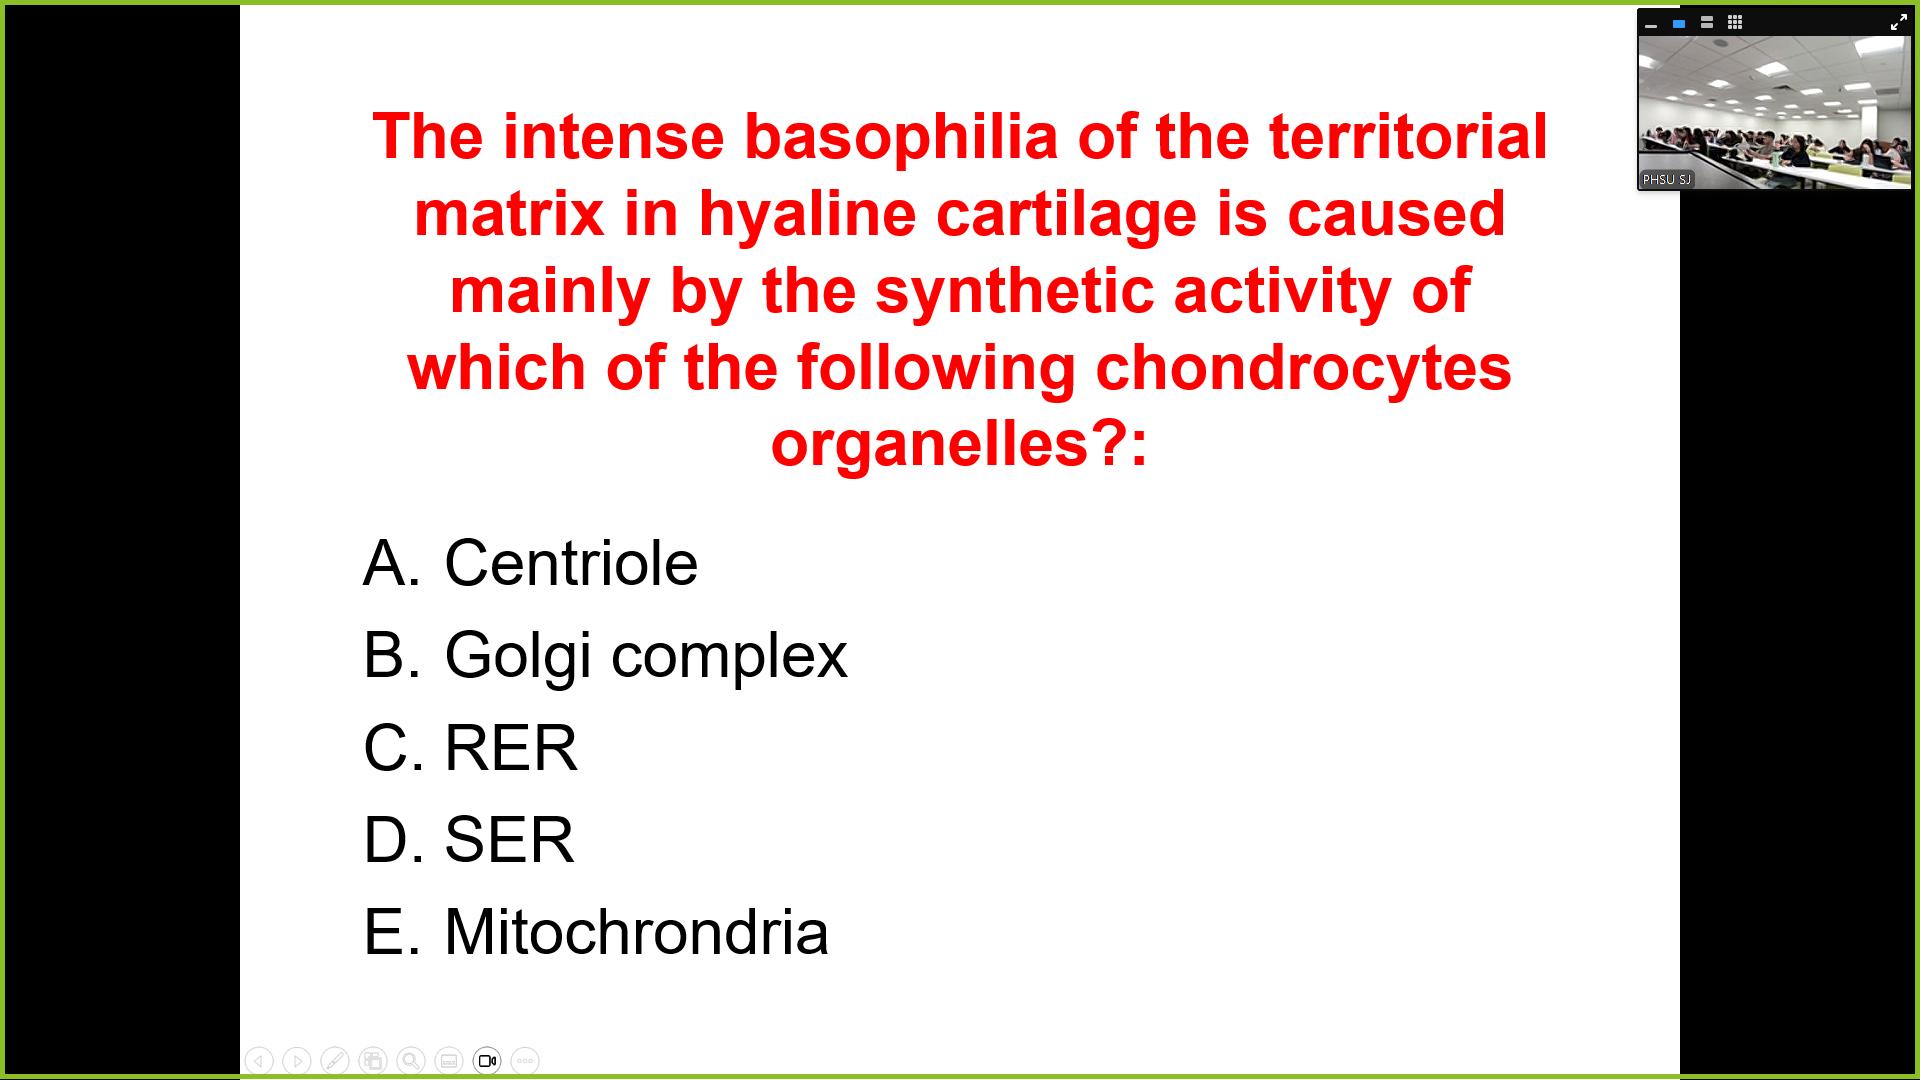 The intense basophilia of the territorial
matrix in hyaline cartilage is caused
mainly by the synthetic activity of
which of the following chondrocytes
organelles?:
A. Centriole
B. Golgi complex
C. RER
D. SER
E. Mitochrondria
PHSU SJ